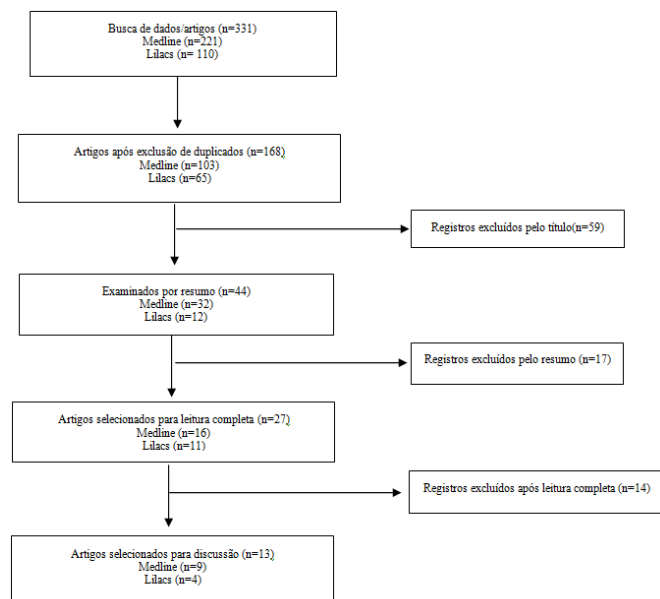 Busca de dados/artigos (n=331)
Medline (n=221)
Lilacs (n= 110)
Artigos após exclusão de duplicados (n=168)
Medline (n=103)
Lilacs (n=65)
Registros excluídos pelo título(n=59)
Examinados por resumo (n=44)
Medline (n=32)
Lilacs (n=12)
Registros excluídos pelo resumo (n=17)
Artigos selecionados para leitura completa (n=27)
Medline (n=16)
Lilacs (n=11)
Registros excluídos após leitura completa (n=14)
Artigos selecionados para discussão (n=13)
Medline (n=9)
Lilacs (n=4)